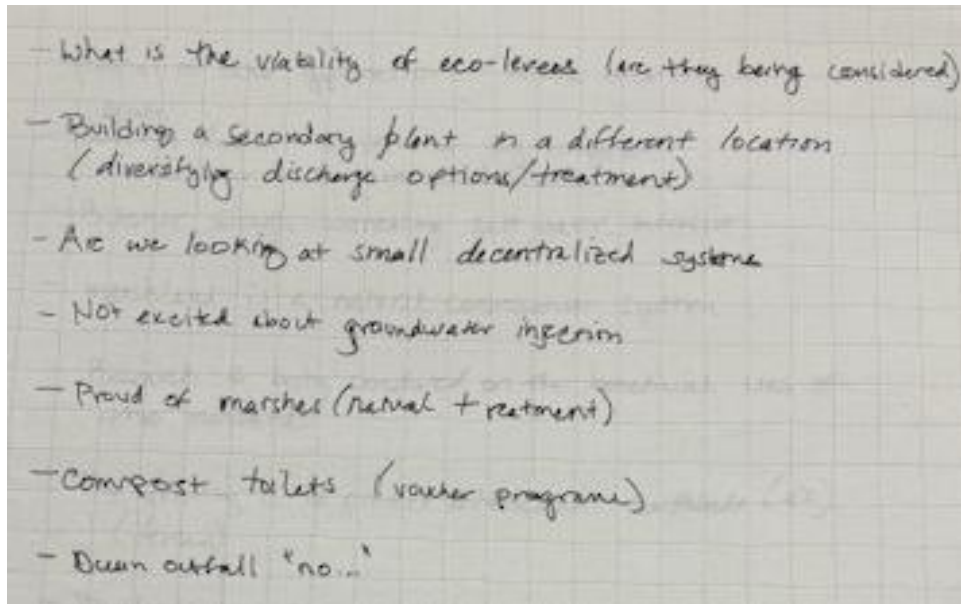 - What is the viability of eco-levees (are they being considered)
- Building a secondary plant in a different location
(diversifying discharge options/treatment)
- Are we looking at small decentralized systems
- Not excited about groundwater injection
- Proud of marshes (natural treatment)
- Compost toilets (voucher programs)
- outfall "no..."